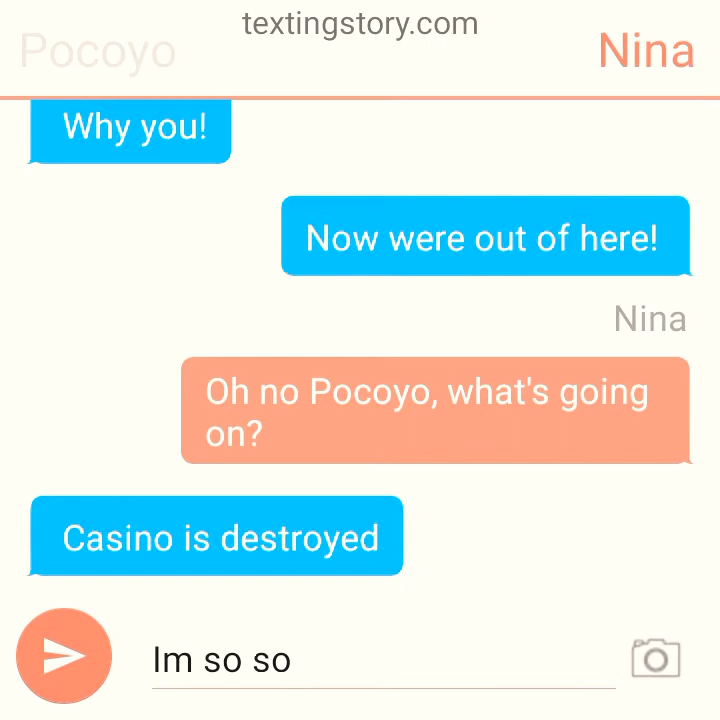 textingstory.com
Pocoyo
Nina
Why you!
Now were out of here!
Nina
Oh no Pocoyo, what's going
on?
Casino is destroyed
Im so so